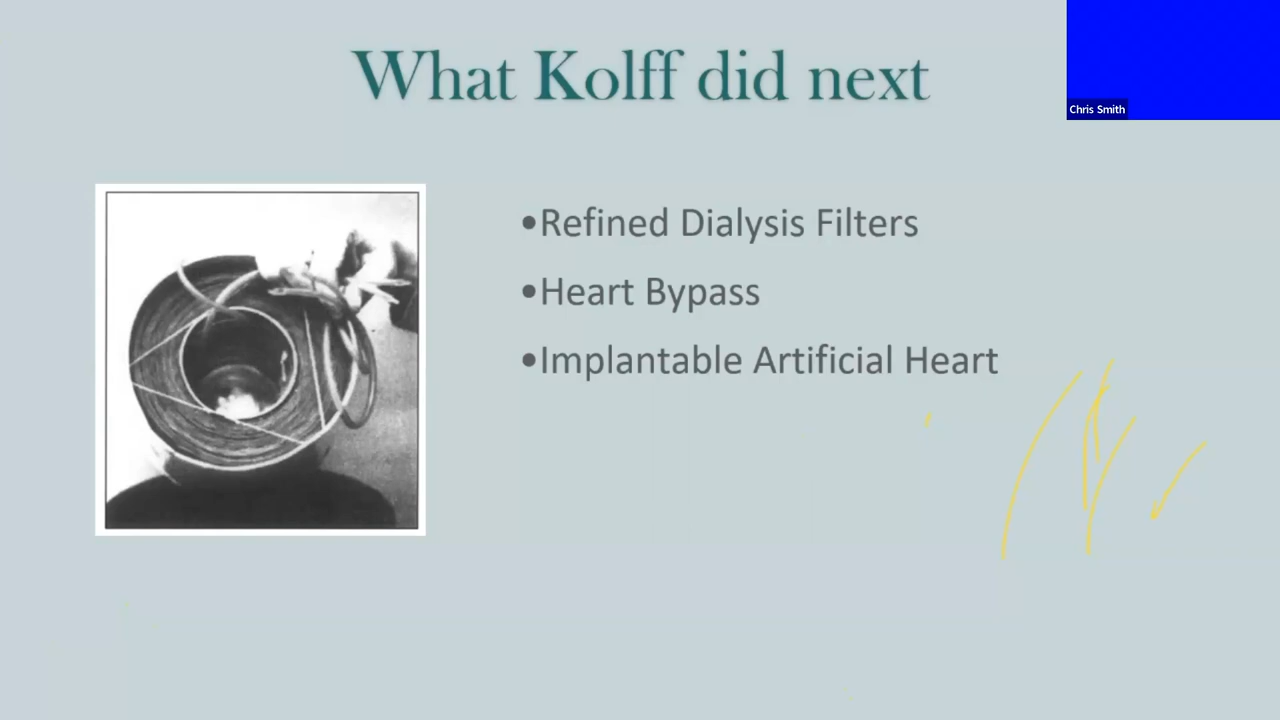 What Kolff did next
Chris Smith
•Refined Dialysis Filters
•Heart Bypass
•Implantable Artificial Heart